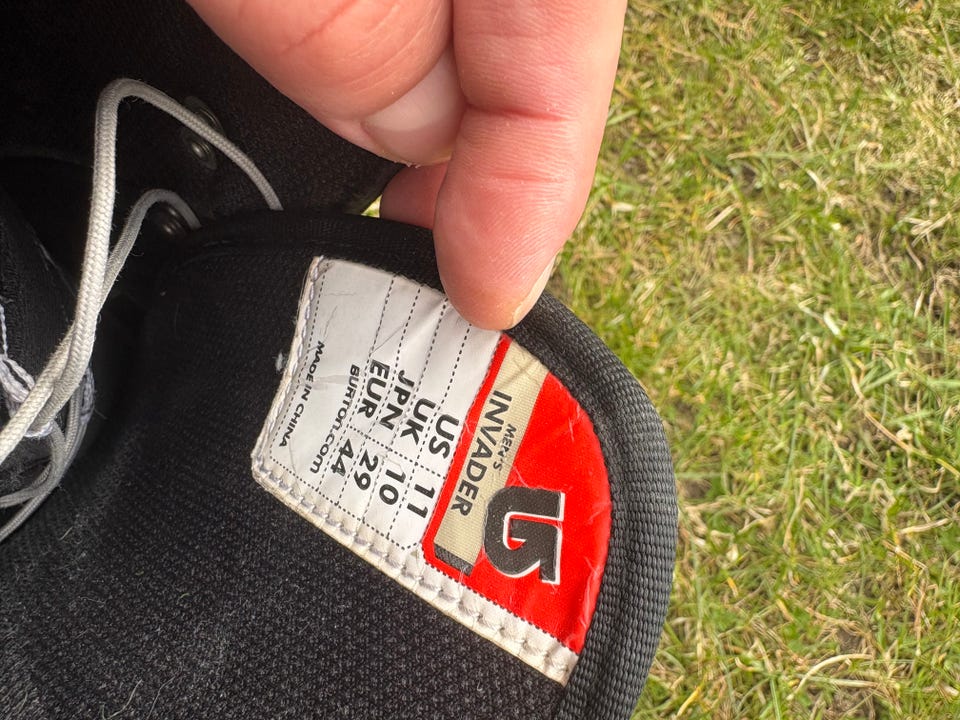 MEN'S
INVADER
US 11
UK 10
JPN 29
EUR 44
BURTON.com
MADE IN CHINA